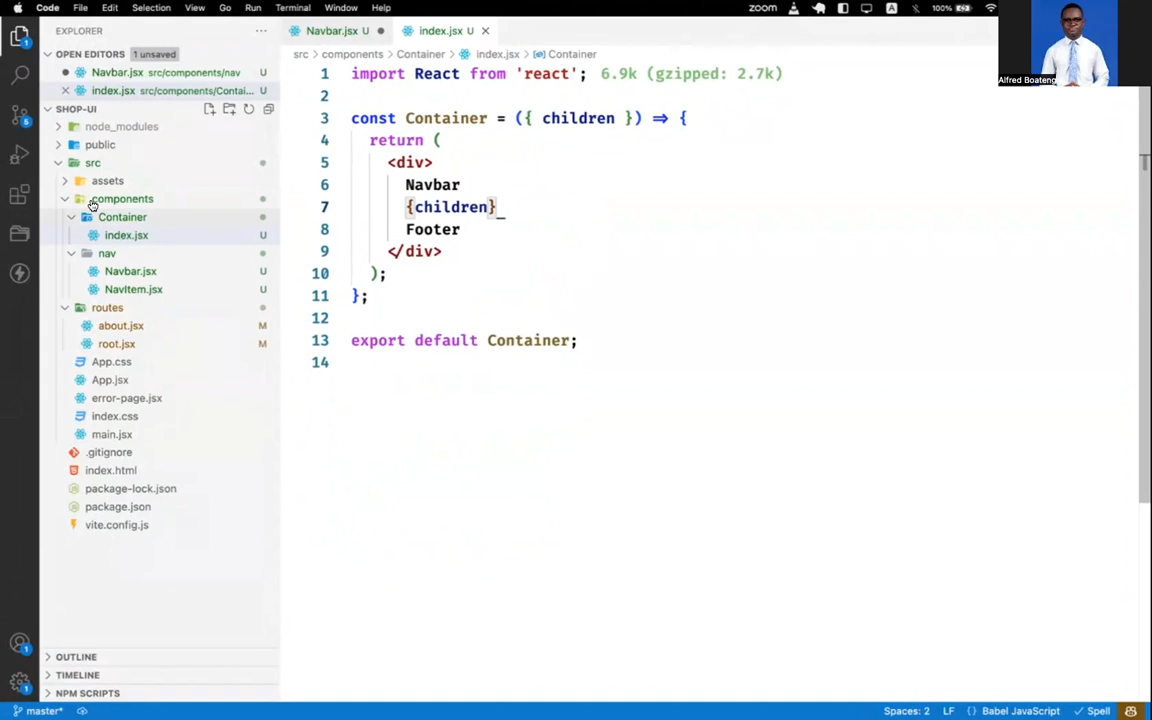 Code File Edit Selection View Go Run Terminal Window Help zoom 100%
EXPLORER
OPEN EDITORS 1 unsaved
Navbar.jsx src/components/nav U
index.jsx src/components/Contai... U
SHOP-UI
node_modules
public
src
assets
components
Container
index.jsx U
nav
Navbar.jsx U
NavItem.jsx U
routes
about.jsx M
root.jsx M
App.css
App.jsx
error-page.jsx
index.css
main.jsx
.gitignore
index.html
package-lock.json
package.json
vite.config.js
OUTLINE
TIMELINE
NPM SCRIPTS
Navbar.jsx U index.jsx U
src > components > Container > index.jsx > Container
1 import React from 'react'; 6.9k (gzipped: 2.7k)
2
3 const Container = ({ children }) => {
4 return (
5 <div>
6 Navbar
7 {children}
8 Footer
9 </div>
10 );
11 };
12
13 export default Container;
14
Alfred Boateng
5
1
1
1
master* Spaces: 2 LF {} Babel JavaScript Spell